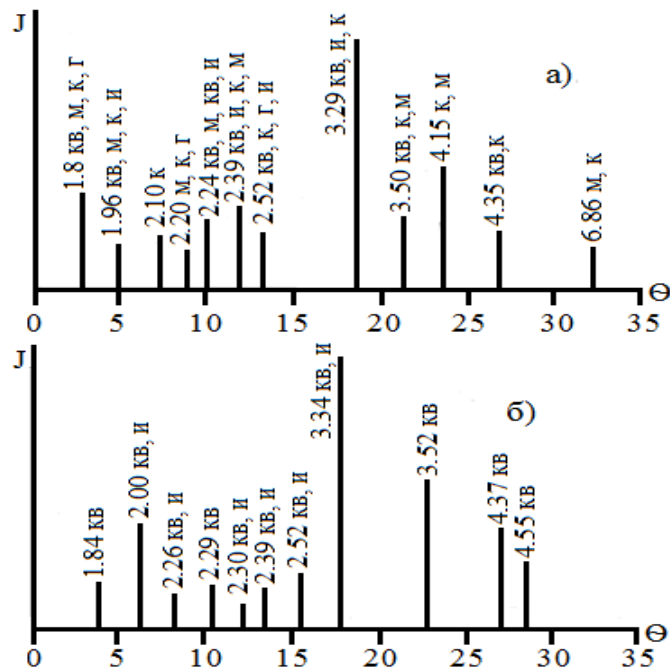 J
1.8 кв, м, к, г
1.96 кв, м, к, и
2.10 к
2.20 м, к, г
2.24 кв, м, кв, и
2.39 кв, и, к, м
2.52 кв, к, г, и
3.29 кв, и, к
3.50 кв, к,м
4.15 к, м
4.35 кв,к
6.86 м, к
а)
Ө
0 5 10 15 20 25 30 35
J
1.84 кв
2.00 кв, и
2.26 кв, и
2.29 кв
2.30 кв, и
2.39 кв, и
2.52 кв, и
3.34 кв, и
3.52 кв
4.37 кв
4.55 кв
б)
Ө
0 5 10 15 20 25 30 35